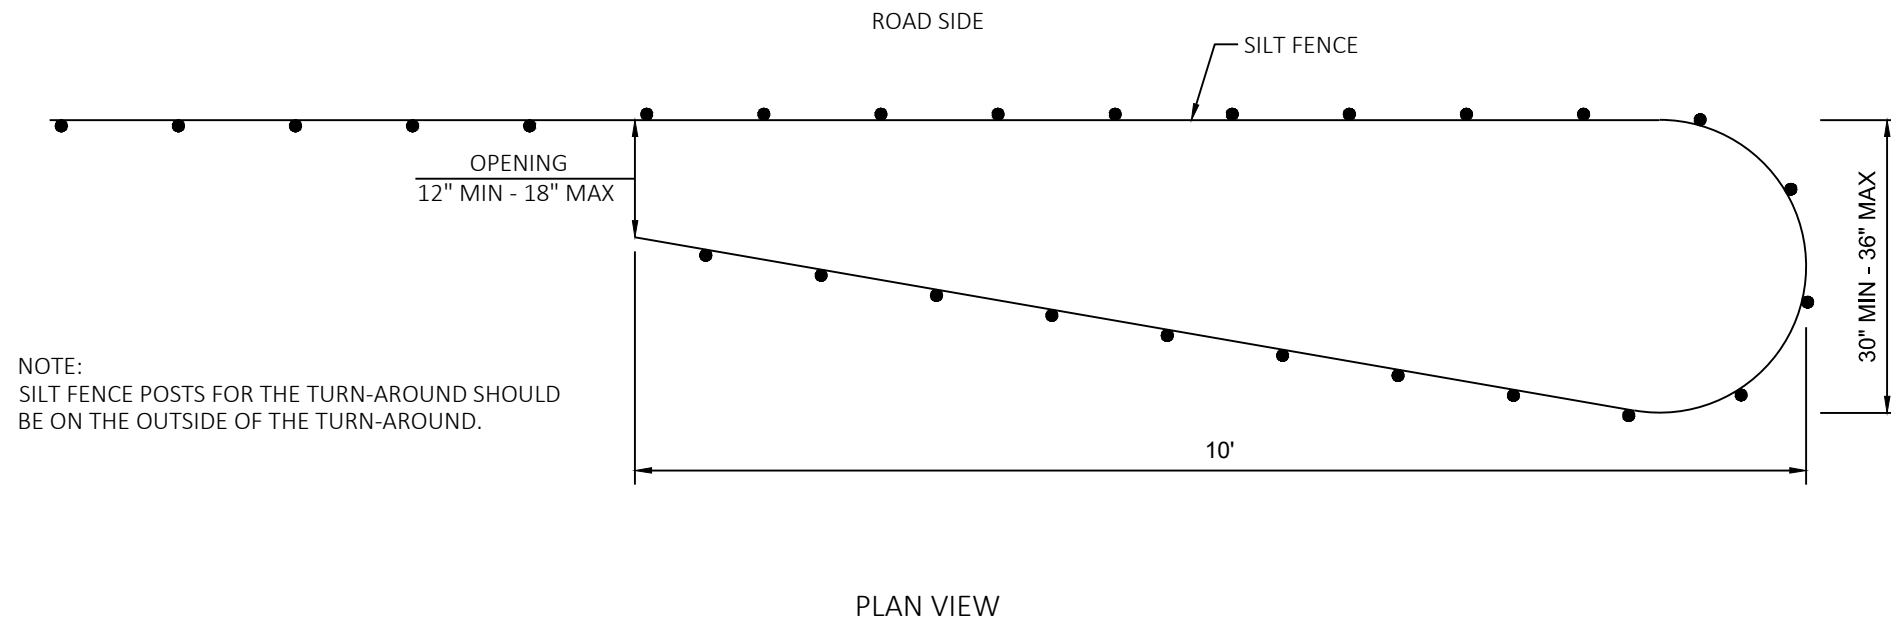 ROAD SIDE
SILT FENCE
OPENING
12" MIN - 18" MAX
30" MIN - 36" MAX
NOTE:
SILT FENCE POSTS FOR THE TURN-AROUND SHOULD
BE ON THE OUTSIDE OF THE TURN-AROUND.
10'
PLAN VIEW